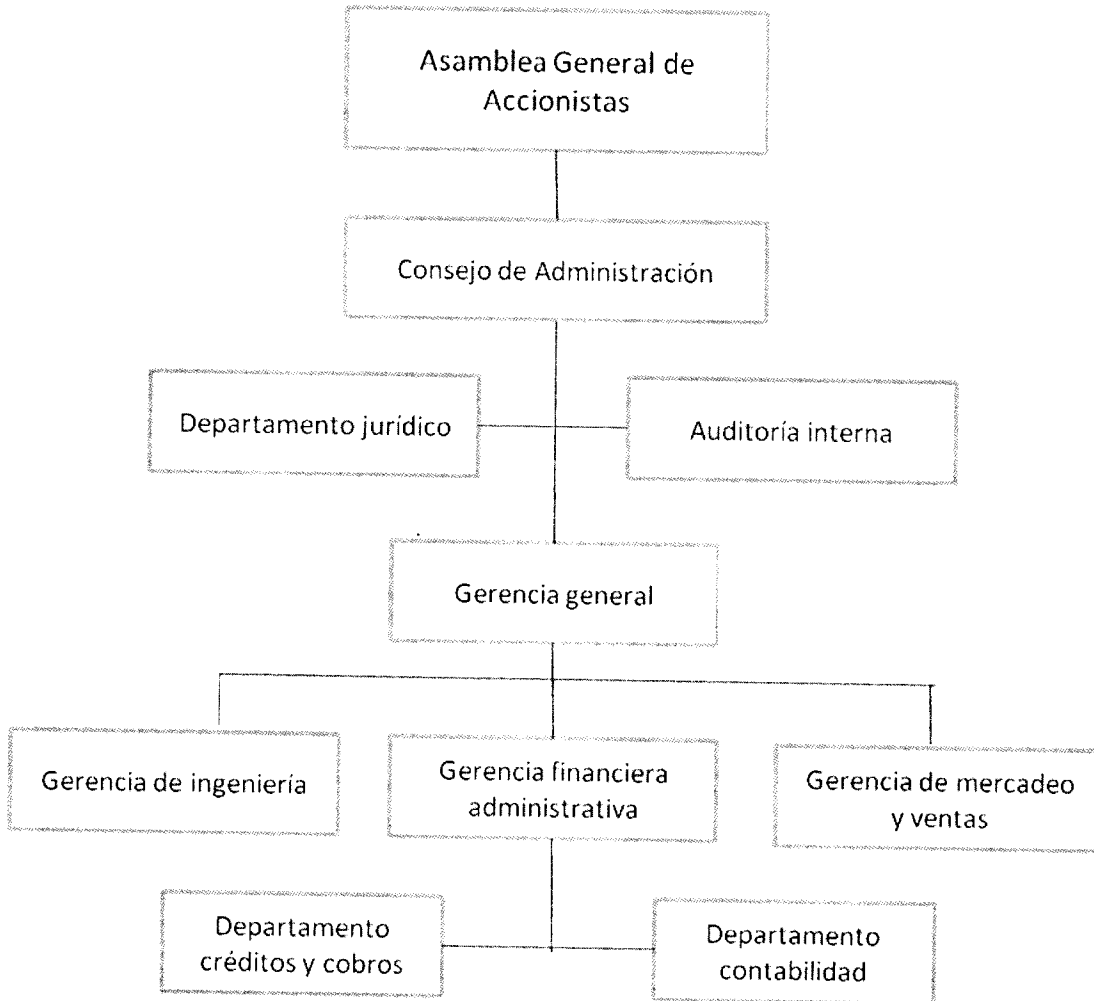 Asamblea General de
Accionistas
Consejo de Administración
Departamento jurídico
Auditoría interna
Gerencia general
Gerencia de ingeniería
Gerencia financiera
administrativa
Gerencia de mercadeo
y ventas
Departamento
créditos y cobros
Departamento
contabilidad